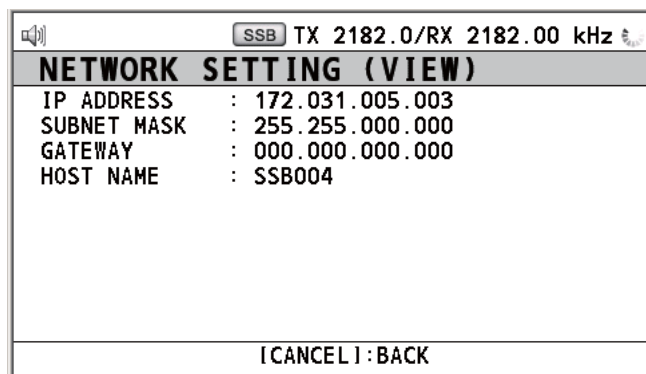 SSB TX 2182.0/RX 2182.00 kHz
NETWORK SETTING (VIEW)
IP ADDRESS : 172.031.005.003
SUBNET MASK : 255.255.000.000
GATEWAY : 000.000.000.000
HOST NAME : SSB004
[CANCEL]:BACK